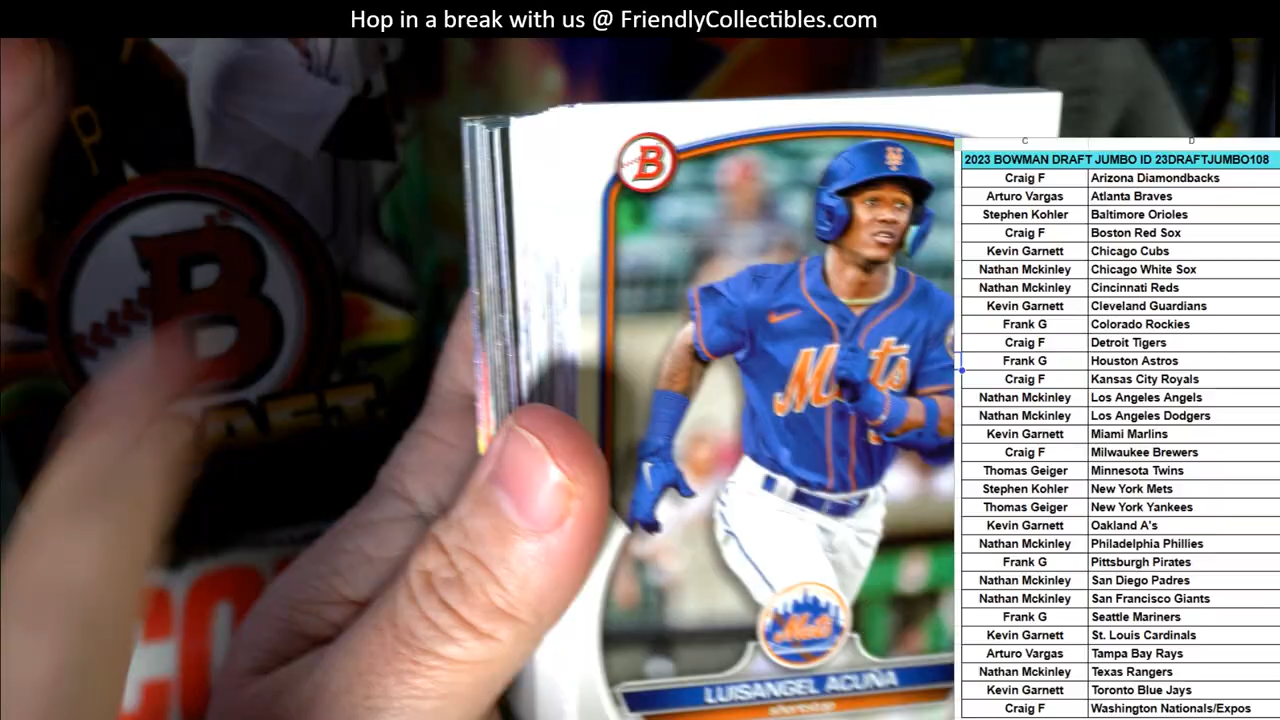 Hop in a break with us @ FriendlyCollectibles.com
B
Mets
Mets
LUISANGEL ACUÑA
shortstop
C D
2023 BOWMAN DRAFT JUMBO ID 23DRAFTJUMBO108
Craig F Arizona Diamondbacks
Arturo Vargas Atlanta Braves
Stephen Kohler Baltimore Orioles
Craig F Boston Red Sox
Kevin Garnett Chicago Cubs
Nathan Mckinley Chicago White Sox
Nathan Mckinley Cincinnati Reds
Kevin Garnett Cleveland Guardians
Frank G Colorado Rockies
Craig F Detroit Tigers
Frank G Houston Astros
Craig F Kansas City Royals
Nathan Mckinley Los Angeles Angels
Nathan Mckinley Los Angeles Dodgers
Kevin Garnett Miami Marlins
Craig F Milwaukee Brewers
Thomas Geiger Minnesota Twins
Stephen Kohler New York Mets
Thomas Geiger New York Yankees
Kevin Garnett Oakland A's
Nathan Mckinley Philadelphia Phillies
Frank G Pittsburgh Pirates
Nathan Mckinley San Diego Padres
Nathan Mckinley San Francisco Giants
Frank G Seattle Mariners
Kevin Garnett St. Louis Cardinals
Arturo Vargas Tampa Bay Rays
Nathan Mckinley Texas Rangers
Kevin Garnett Toronto Blue Jays
Craig F Washington Nationals/Expos
B